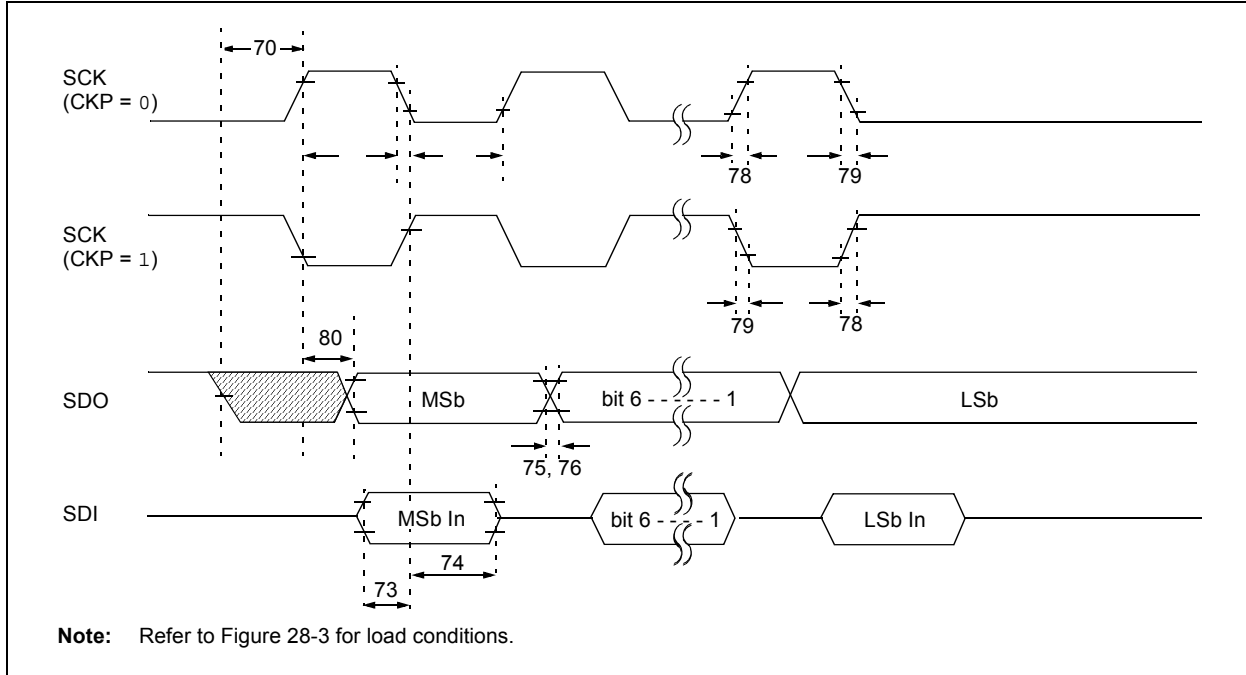 70
SCK
(CKP = 0)
78
79
SCK
(CKP = 1)
79
78
80
SDO
MSb
bit 6 - - - - - - 1
LSb
75, 76
SDI
MSb In
bit 6 - - - - - 1
LSb In
74
73
Note: Refer to Figure 28-3 for load conditions.